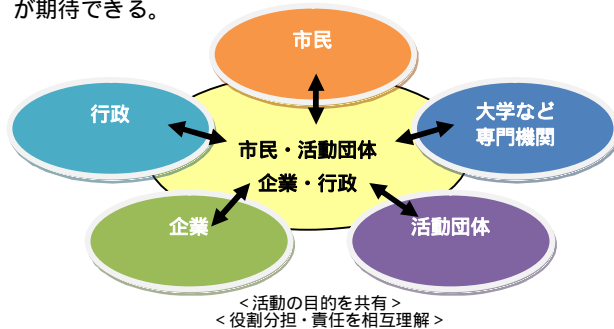 が期待できる。
市民
行政
大学など
専門機関
市民・活動団体
企業・行政
企業
活動団体
＜活動の目的を共有＞
＜役割分担・責任を相互理解＞